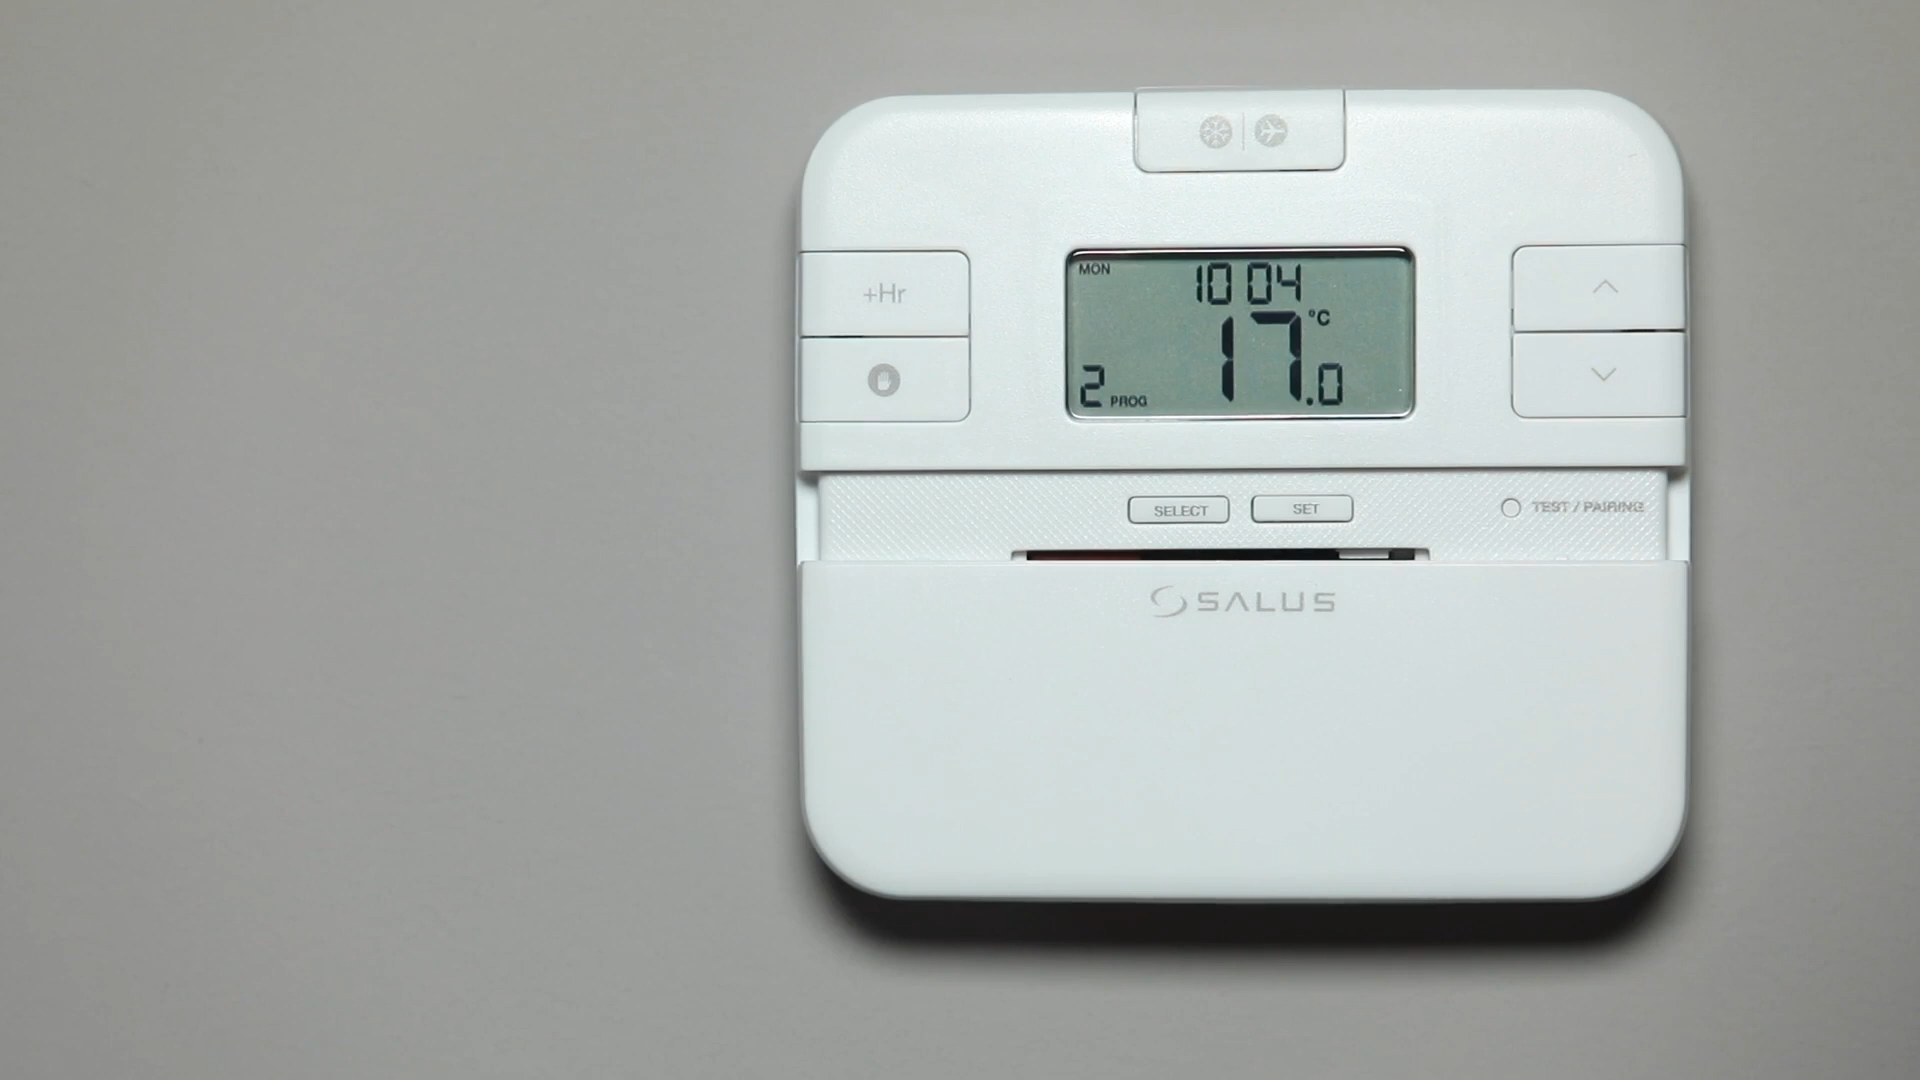 MON 10 04
17.0 °C
2 PROG
+Hr
SELECT SET TEST / PAIRING
SALUS